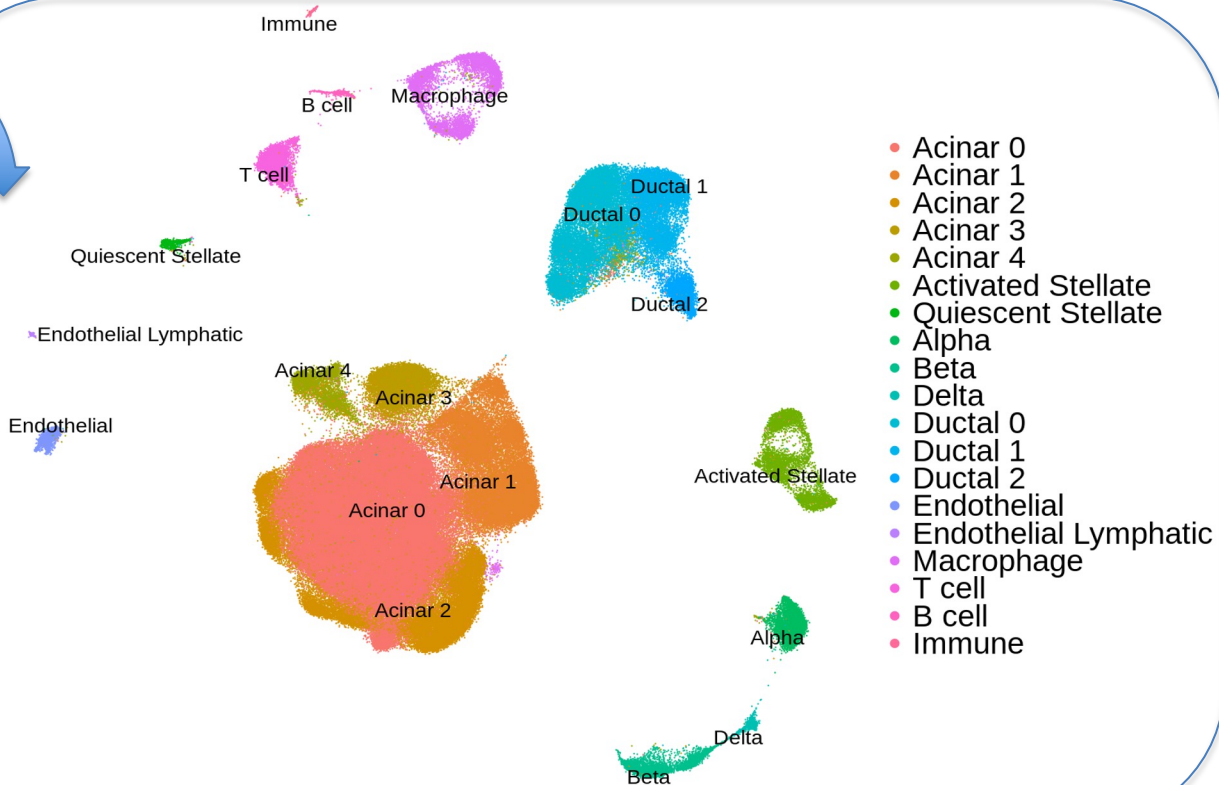 Immune
B cell
Macrophage
T cell
Quiescent Stellate
Endothelial Lymphatic
Endothelial
Ductal 1
Ductal 0
Ductal 2
Acinar 4
Acinar 3
Acinar 1
Acinar 0
Acinar 2
Activated Stellate
Alpha
Delta
Beta
Acinar 0
Acinar 1
Acinar 2
Acinar 3
Acinar 4
Activated Stellate
Quiescent Stellate
Alpha
Beta
Delta
Ductal 0
Ductal 1
Ductal 2
Endothelial
Endothelial Lymphatic
Macrophage
T cell
B cell
Immune